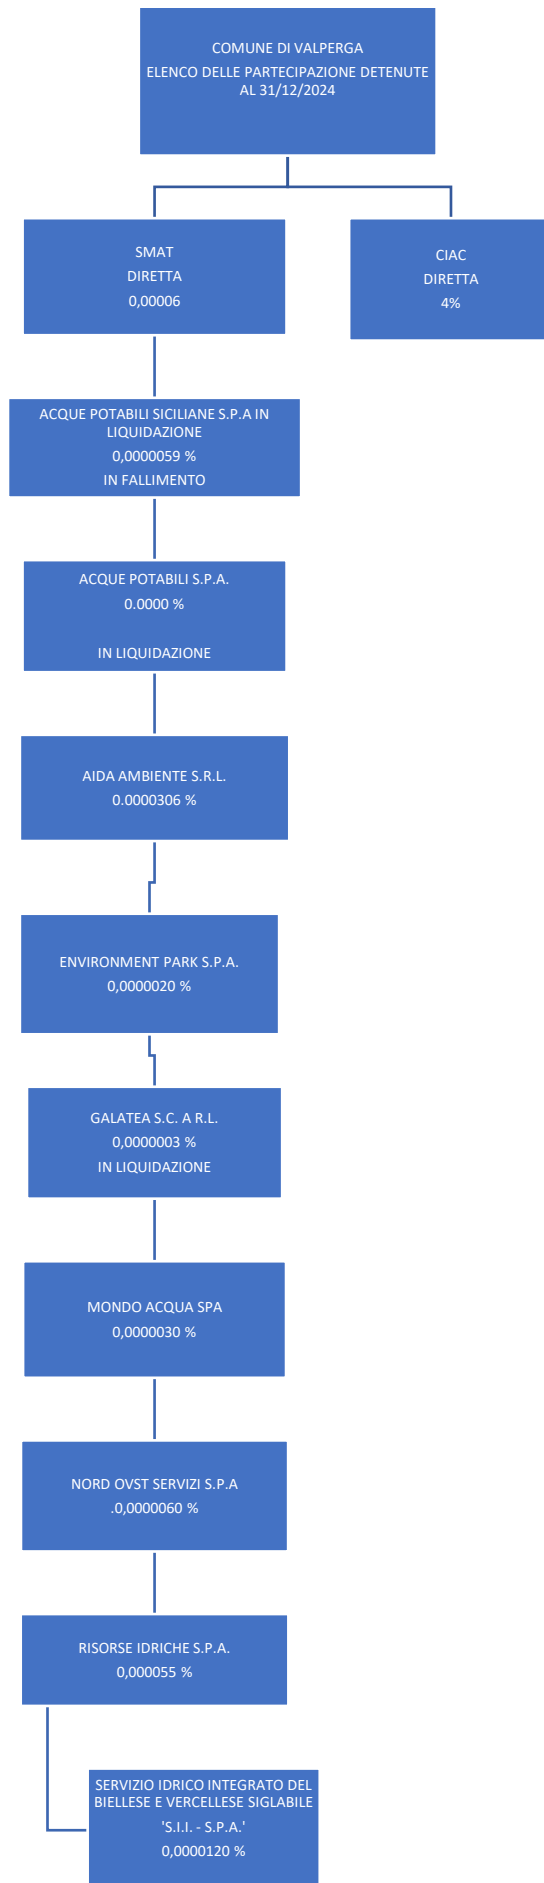 COMUNE DI VALPERGA
ELENCO DELLE PARTECIPAZIONE DETENUTE
AL 31/12/2024
SMAT
DIRETTA
0,00006
CIAC
DIRETTA
4%
ACQUE POTABILI SICILIANE S.P.A IN
LIQUIDAZIONE
0,0000059 %
IN FALLIMENTO
ACQUE POTABILI S.P.A.
0.0000 %
IN LIQUIDAZIONE
AIDA AMBIENTE S.R.L.
0.0000306 %
ENVIRONMENT PARK S.P.A.
0,0000020 %
GALATEA S.C. A R.L.
0,0000003 %
IN LIQUIDAZIONE
MONDO ACQUA SPA
0,0000030 %
NORD OVST SERVIZI S.P.A
.0,0000060 %
RISORSE IDRICHE S.P.A.
0,000055 %
SERVIZIO IDRICO INTEGRATO DEL
BIELLESE E VERCELLESE SIGLABILE
'S.I.I. - S.P.A.'
0,0000120 %